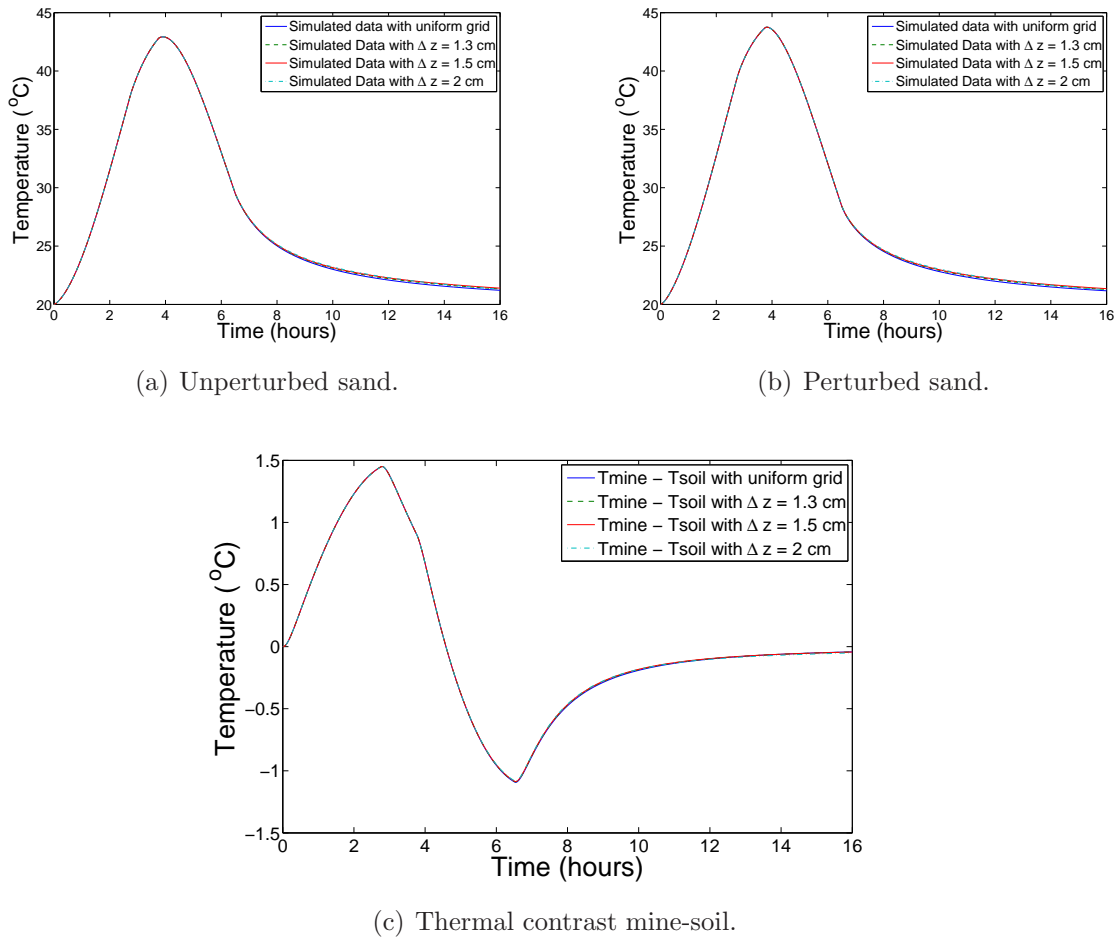 45
40
35
30
25
20
Temperature ( °C)
0 2 4 6 8 10 12 14 16
Time (hours)
Simulated data with uniform grid
Simulated Data with Δ z = 1.3 cm
Simulated Data with Δ z = 1.5 cm
Simulated Data with Δ z = 2 cm
(a) Unperturbed sand.
45
40
35
30
25
20
Temperature ( °C)
0 2 4 6 8 10 12 14 16
Time (hours)
Simulated data with uniform grid
Simulated Data with Δ z = 1.3 cm
Simulated Data with Δ z = 1.5 cm
Simulated Data with Δ z = 2 cm
(b) Perturbed sand.
1.5
1
0.5
0
−0.5
−1
−1.5
Temperature ( °C)
0 2 4 6 8 10 12 14 16
Time (hours)
Tmine − Tsoil with uniform grid
Tmine − Tsoil with Δ z = 1.3 cm
Tmine − Tsoil with Δ z = 1.5 cm
Tmine − Tsoil with Δ z = 2 cm
(c) Thermal contrast mine-soil.